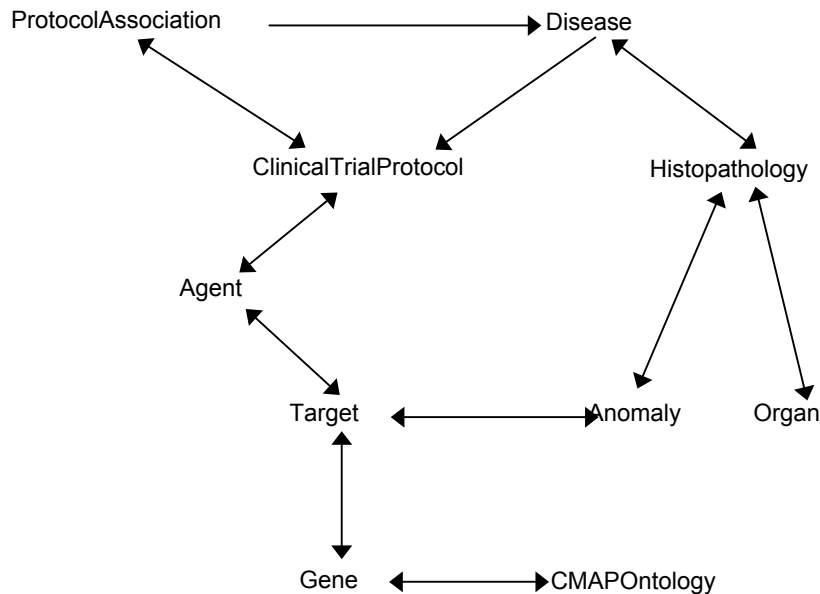 ProtocolAssociation
Disease
ClinicalTrialProtocol
Histopathology
Agent
Target
Anomaly
Organ
Gene
CMAPOntology